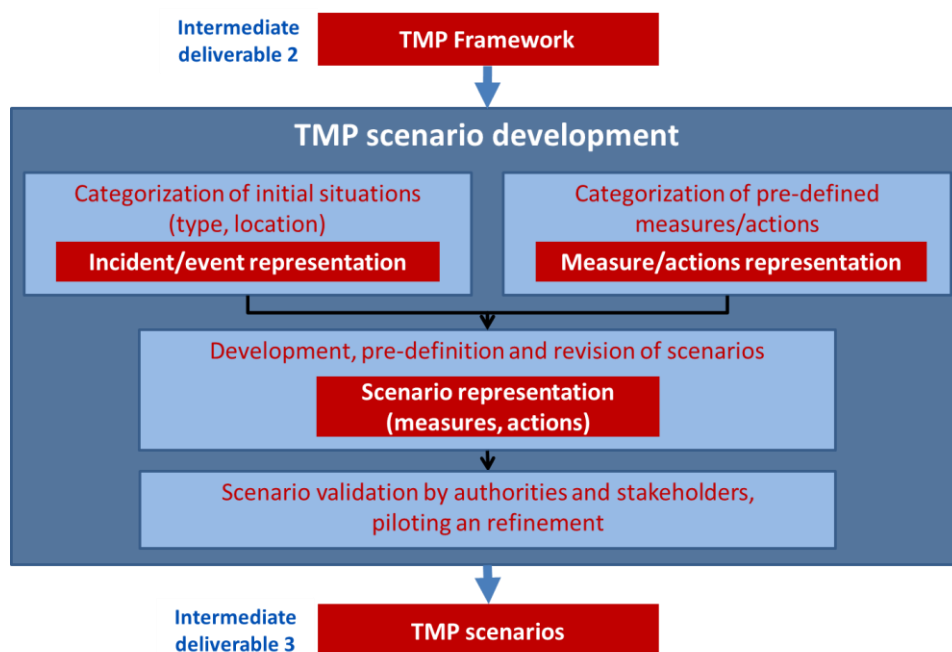 Intermediate
deliverable 2
TMP Framework
TMP scenario development
Categorization of initial situations
(type, location)
Incident/event representation
Categorization of pre-defined
measures/actions
Measure/actions representation
Development, pre-definition and revision of scenarios
Scenario representation
(measures, actions)
Scenario validation by authorities and stakeholders,
piloting an refinement
Intermediate
deliverable 3
TMP scenarios